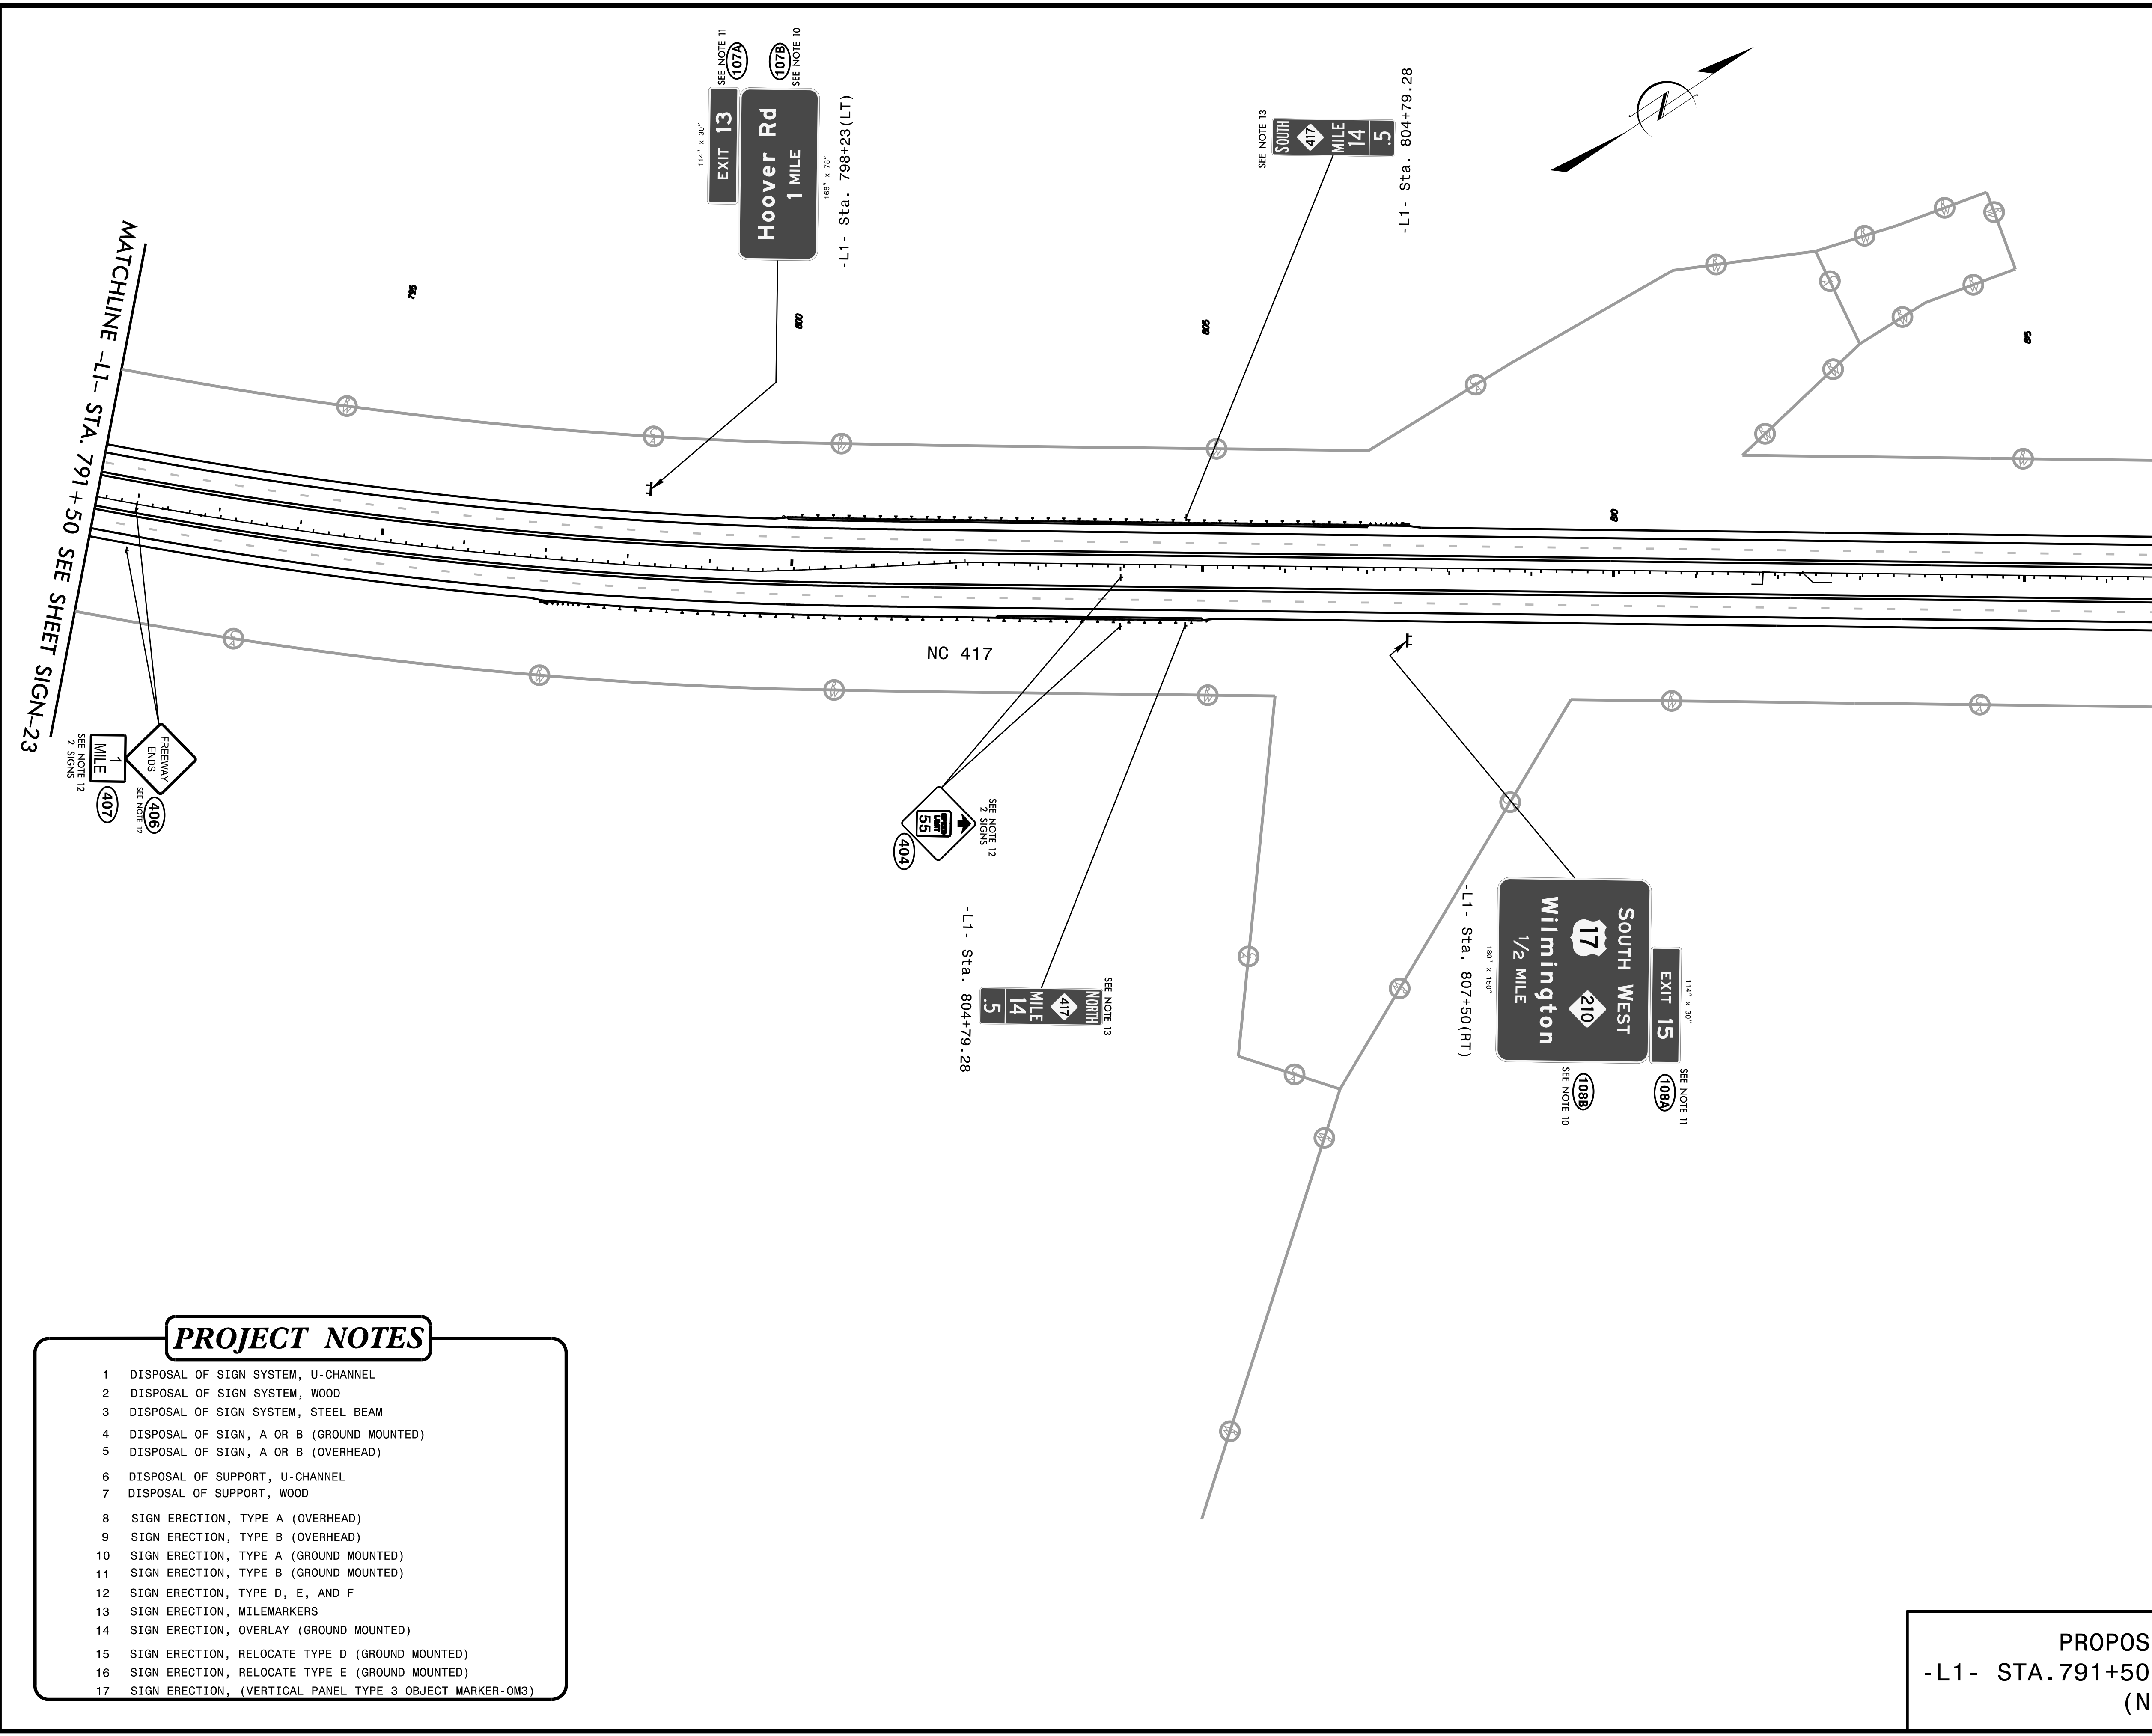 SEE NOTE 11
107A
107B
SEE NOTE 10
114" x 30"
EXIT 13
Hoover Rd
1 MILE
168" x 78"
-L1- Sta. 798+23(LT)
SEE NOTE 13
SOUTH
417
MILE
14
.5
-L1- Sta. 804+79.28
795
800
805
810
815
MATCHLINE -L1- STA. 791+50 SEE SHEET SIGN-23
NC 417
FREEWAY
ENDS
SEE NOTE 12
406
1
MILE
SEE NOTE 12
2 SIGNS
407
SEE NOTE 12
2 SIGNS
SPEED
LIMIT
55
404
SEE NOTE 13
NORTH
417
MILE
14
.5
-L1- Sta. 804+79.28
114" x 30"
EXIT 15
SOUTH WEST
17 210
Wilmington
1/2 MILE
180" x 150"
-L1- Sta. 807+50(RT)
SEE NOTE 11
108A
108B
SEE NOTE 10
PROJECT NOTES
1 DISPOSAL OF SIGN SYSTEM, U-CHANNEL
2 DISPOSAL OF SIGN SYSTEM, WOOD
3 DISPOSAL OF SIGN SYSTEM, STEEL BEAM
4 DISPOSAL OF SIGN, A OR B (GROUND MOUNTED)
5 DISPOSAL OF SIGN, A OR B (OVERHEAD)
6 DISPOSAL OF SUPPORT, U-CHANNEL
7 DISPOSAL OF SUPPORT, WOOD
8 SIGN ERECTION, TYPE A (OVERHEAD)
9 SIGN ERECTION, TYPE B (OVERHEAD)
10 SIGN ERECTION, TYPE A (GROUND MOUNTED)
11 SIGN ERECTION, TYPE B (GROUND MOUNTED)
12 SIGN ERECTION, TYPE D, E, AND F
13 SIGN ERECTION, MILEMARKERS
14 SIGN ERECTION, OVERLAY (GROUND MOUNTED)
15 SIGN ERECTION, RELOCATE TYPE D (GROUND MOUNTED)
16 SIGN ERECTION, RELOCATE TYPE E (GROUND MOUNTED)
17 SIGN ERECTION, (VERTICAL PANEL TYPE 3 OBJECT MARKER-OM3)
PROPOS
-L1- STA.791+50
(N